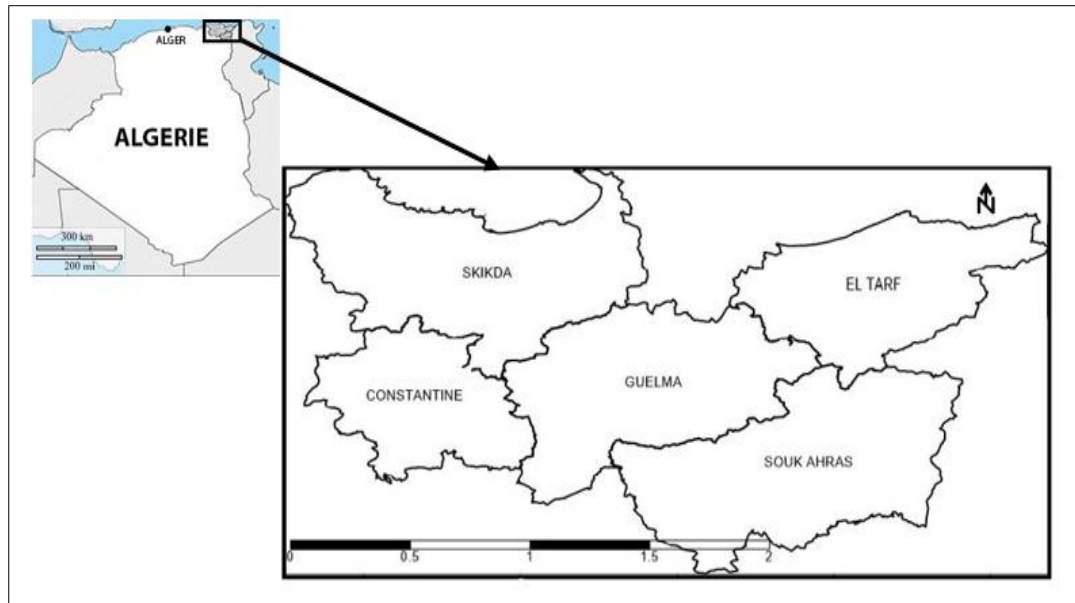 ALGER
ALGERIE
300 km
200 mi
N
SKIKDA
EL TARF
GUELMA
CONSTANTINE
SOUK AHRAS
0 0.5 1 1.5 2